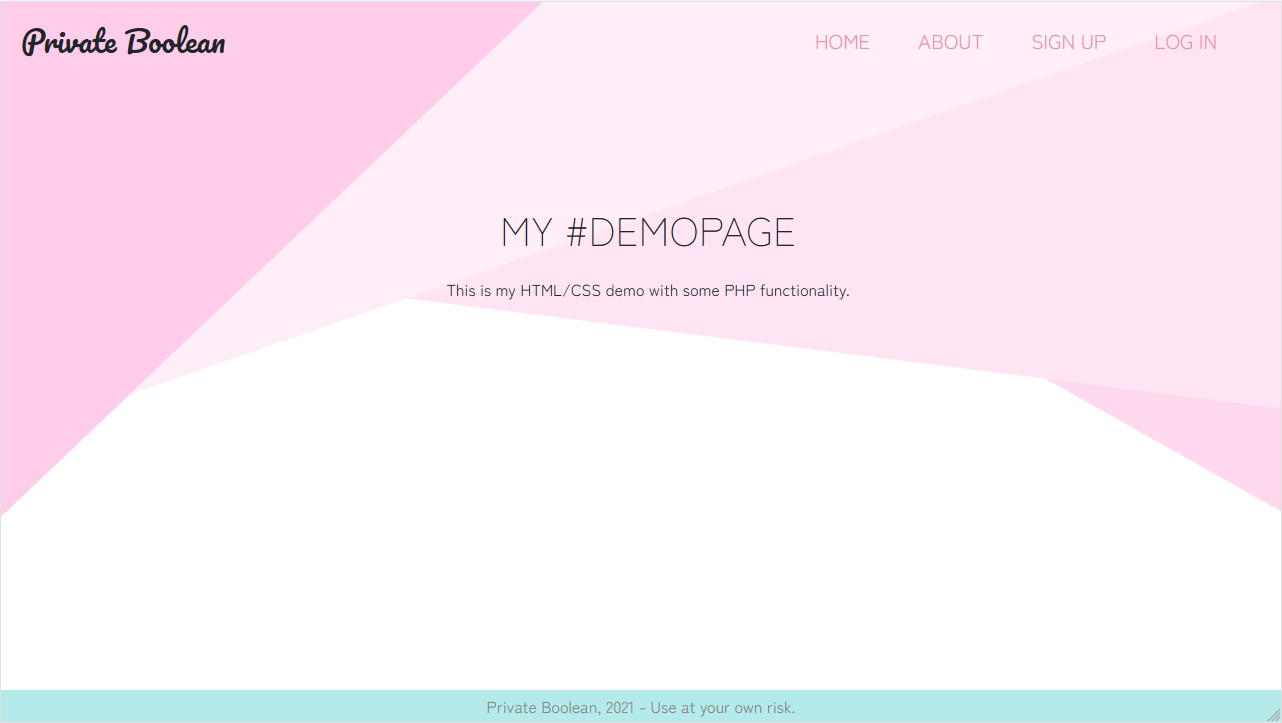 Private Boolean
HOME ABOUT SIGN UP LOG IN
MY #DEMOPAGE
This is my HTML/CSS demo with some PHP functionality.
Private Boolean, 2021 - Use at your own risk.